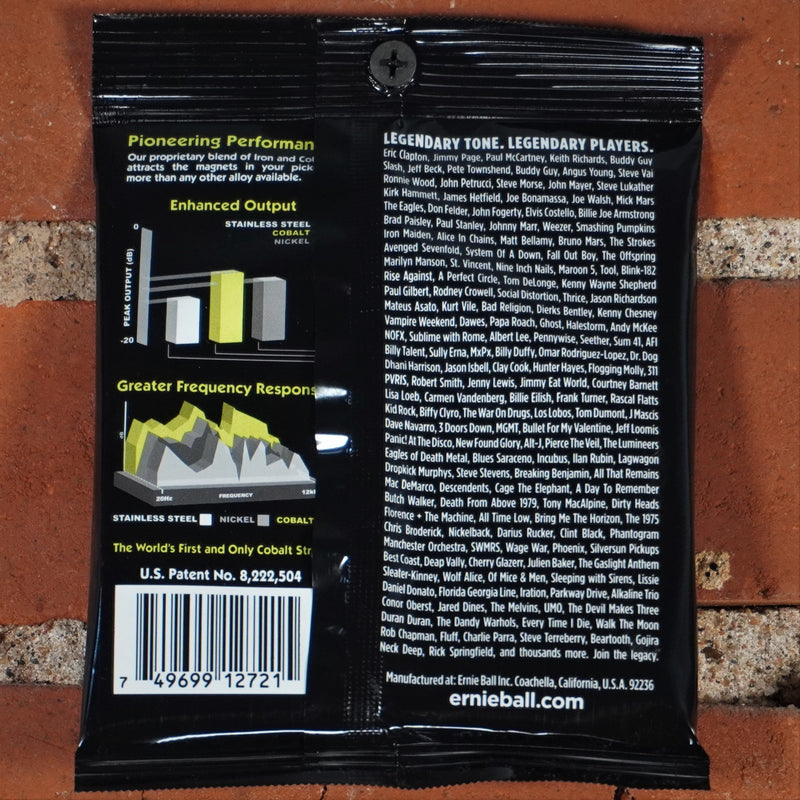 Pioneering Performan
Our proprietary blend of Iron and Co
attracts the magnets in your pick
more than any other alloy available.
Enhanced Output
STAINLESS STEEL
COBALT
NICKEL
0
PEAK OUTPUT (dB)
-20
Greater Frequency Respons
dB
20Hz
FREQUENCY
12k
STAINLESS STEEL
NICKEL
COBALT
The World's First and Only Cobalt Str
U.S. Patent No. 8,222,504
7 49699 12721
LEGENDARY TONE. LEGENDARY PLAYERS.
Eric Clapton, Jimmy Page, Paul McCartney, Keith Richards, Buddy Guy
Slash, Jeff Beck, Pete Townshend, Buddy Guy, Angus Young, Steve Vai
Ronnie Wood, John Petrucci, Steve Morse, John Mayer, Steve Lukather
Kirk Hammett, James Hetfield, Joe Bonamassa, Joe Walsh, Mick Mars
The Eagles, Don Felder, John Fogerty, Elvis Costello, Billie Joe Armstrong
Brad Paisley, Paul Stanley, Johnny Marr, Weezer, Smashing Pumpkins
Iron Maiden, Alice In Chains, Matt Bellamy, Bruno Mars, The Strokes
Avenged Sevenfold, System Of A Down, Fall Out Boy, The Offspring
Marilyn Manson, St. Vincent, Nine Inch Nails, Maroon 5, Tool, Blink-182
Rise Against, A Perfect Circle, Tom DeLonge, Kenny Wayne Shepherd
Paul Gilbert, Rodney Crowell, Social Distortion, Thrice, Jason Richardson
Mateus Asato, Kurt Vile, Bad Religion, Dierks Bentley, Kenny Chesney
Vampire Weekend, Dawes, Papa Roach, Ghost, Halestorm, Andy McKee
NOFX, Sublime with Rome, Albert Lee, Pennywise, Seether, Sum 41, AFI
Billy Talent, Sully Erna, MxPx, Billy Duffy, Omar Rodriguez-Lopez, Dr. Dog
Dhani Harrison, Jason Isbell, Clay Cook, Hunter Hayes, Flogging Molly, 311
PVRIS, Robert Smith, Jenny Lewis, Jimmy Eat World, Courtney Barnett
Lisa Loeb, Carmen Vandenberg, Billie Eilish, Frank Turner, Rascal Flatts
Kid Rock, Biffy Clyro, The War On Drugs, Los Lobos, Tom Dumont, J Mascis
Dave Navarro, 3 Doors Down, MGMT, Bullet For My Valentine, Jeff Loomis
Panic! At The Disco, New Found Glory, Alt-J, Pierce The Veil, The Lumineers
Eagles of Death Metal, Blues Saraceno, Incubus, Ilan Rubin, Lagwagon
Dropkick Murphys, Steve Stevens, Breaking Benjamin, All That Remains
Mac DeMarco, Descendents, Cage The Elephant, A Day To Remember
Butch Walker, Death From Above 1979, Tony MacAlpine, Dirty Heads
Florence + The Machine, All Time Low, Bring Me The Horizon, The 1975
Chris Broderick, Nickelback, Darius Rucker, Clint Black, Phantogram
Manchester Orchestra, SWMRS, Wage War, Phoenix, Silversun Pickups
Best Coast, Deap Vally, Cherry Glazerr, Julien Baker, The Gaslight Anthem
Sleater-Kinney, Wolf Alice, Of Mice & Men, Sleeping with Sirens, Lissie
Daniel Donato, Florida Georgia Line, Iration, Parkway Drive, Alkaline Trio
Conor Oberst, Jared Dines, The Melvins, UMO, The Devil Makes Three
Duran Duran, The Dandy Warhols, Every Time I Die, Walk The Moon
Rob Chapman, Fluff, Charlie Parra, Steve Terreberry, Beartooth, Gojira
Neck Deep, Rick Springfield, and thousands more. Join the legacy.
Manufactured at: Ernie Ball Inc. Coachella, California, U.S.A. 92236
ernieball.com